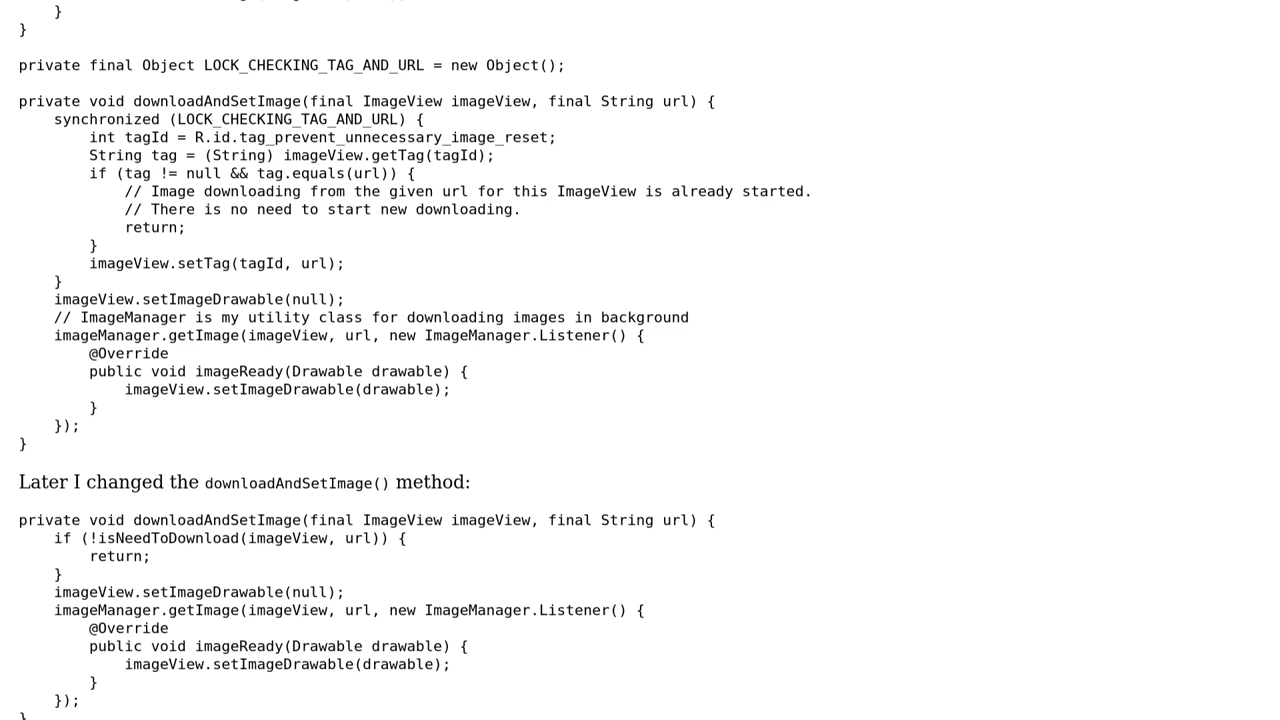 }
}

private final Object LOCK_CHECKING_TAG_AND_URL = new Object();

private void downloadAndSetImage(final ImageView imageView, final String url) {
    synchronized (LOCK_CHECKING_TAG_AND_URL) {
        int tagId = R.id.tag_prevent_unnecessary_image_reset;
        String tag = (String) imageView.getTag(tagId);
        if (tag != null && tag.equals(url)) {
            // Image downloading from the given url for this ImageView is already started.
            // There is no need to start new downloading.
            return;
        }
        imageView.setTag(tagId, url);
    }
    imageView.setImageDrawable(null);
    // ImageManager is my utility class for downloading images in background
    imageManager.getImage(imageView, url, new ImageManager.Listener() {
        @Override
        public void imageReady(Drawable drawable) {
            imageView.setImageDrawable(drawable);
        }
    });
}

Later I changed the downloadAndSetImage() method:

private void downloadAndSetImage(final ImageView imageView, final String url) {
    if (!isNeedToDownload(imageView, url)) {
        return;
    }
    imageView.setImageDrawable(null);
    imageManager.getImage(imageView, url, new ImageManager.Listener() {
        @Override
        public void imageReady(Drawable drawable) {
            imageView.setImageDrawable(drawable);
        }
    });
}